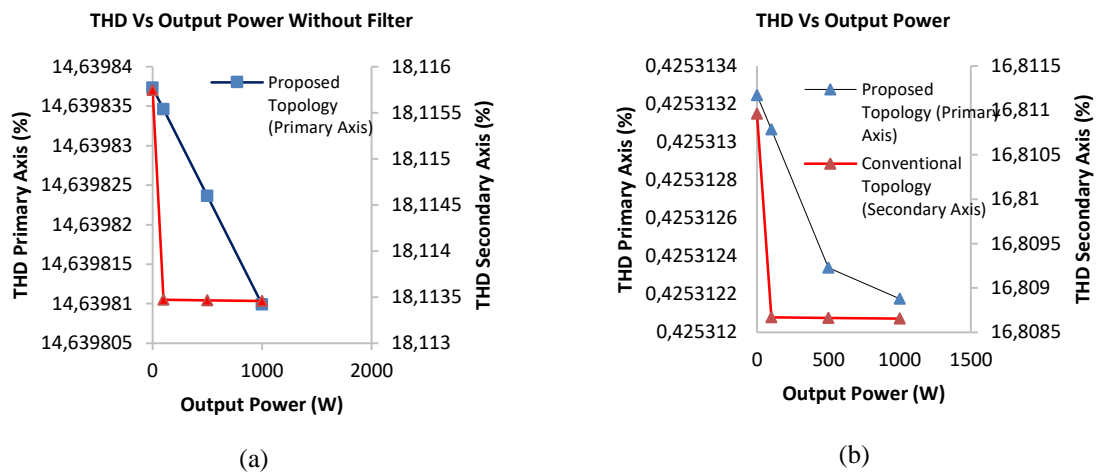 THD Vs Output Power Without Filter
14,63984
14,639835
14,63983
14,639825
14,63982
14,639815
14,63981
14,639805
THD Primary Axis (%)
Proposed
Topology
(Primary Axis)
18,116
18,1155
18,115
18,1145
18,114
18,1135
18,113
THD Secondary Axis (%)
0
1000
2000
Output Power (W)
(a)
THD Vs Output Power
0,4253134
0,4253132
0,425313
0,4253128
0,4253126
0,4253124
0,4253122
0,425312
THD Primary Axis (%)
Proposed
Topology (Primary
Axis)
Conventional
Topology
(Secondary Axis)
16,8115
16,811
16,8105
16,81
16,8095
16,809
16,8085
THD Secondary Axis (%)
0
500
1000
1500
Output Power (W)
(b)